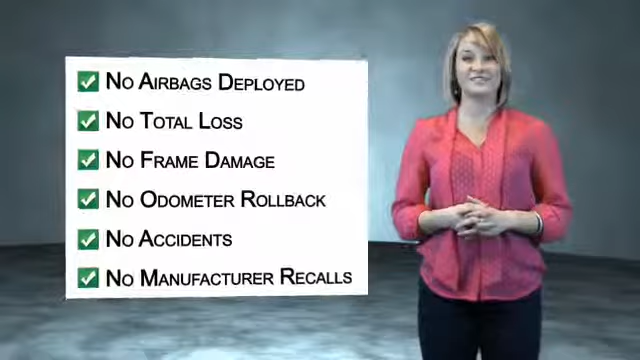 No Airbags Deployed
No Total Loss
No Frame Damage
No Odometer Rollback
No Accidents
No Manufacturer Recalls